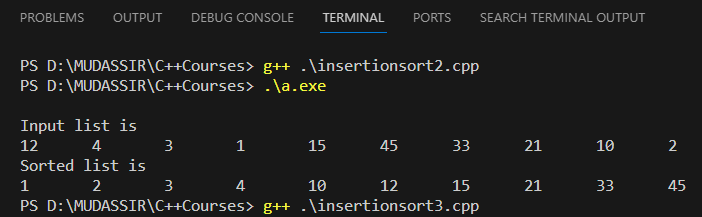 PROBLEMS OUTPUT DEBUG CONSOLE TERMINAL PORTS SEARCH TERMINAL OUTPUT
PS D:\MUDASSIR\C++Courses> g++ .\insertionsort2.cpp
PS D:\MUDASSIR\C++Courses> .\a.exe
Input list is
12 4 3 1 15 45 33 21 10 2
Sorted list is
1 2 3 4 10 12 15 21 33 45
PS D:\MUDASSIR\C++Courses> g++ .\insertionsort3.cpp